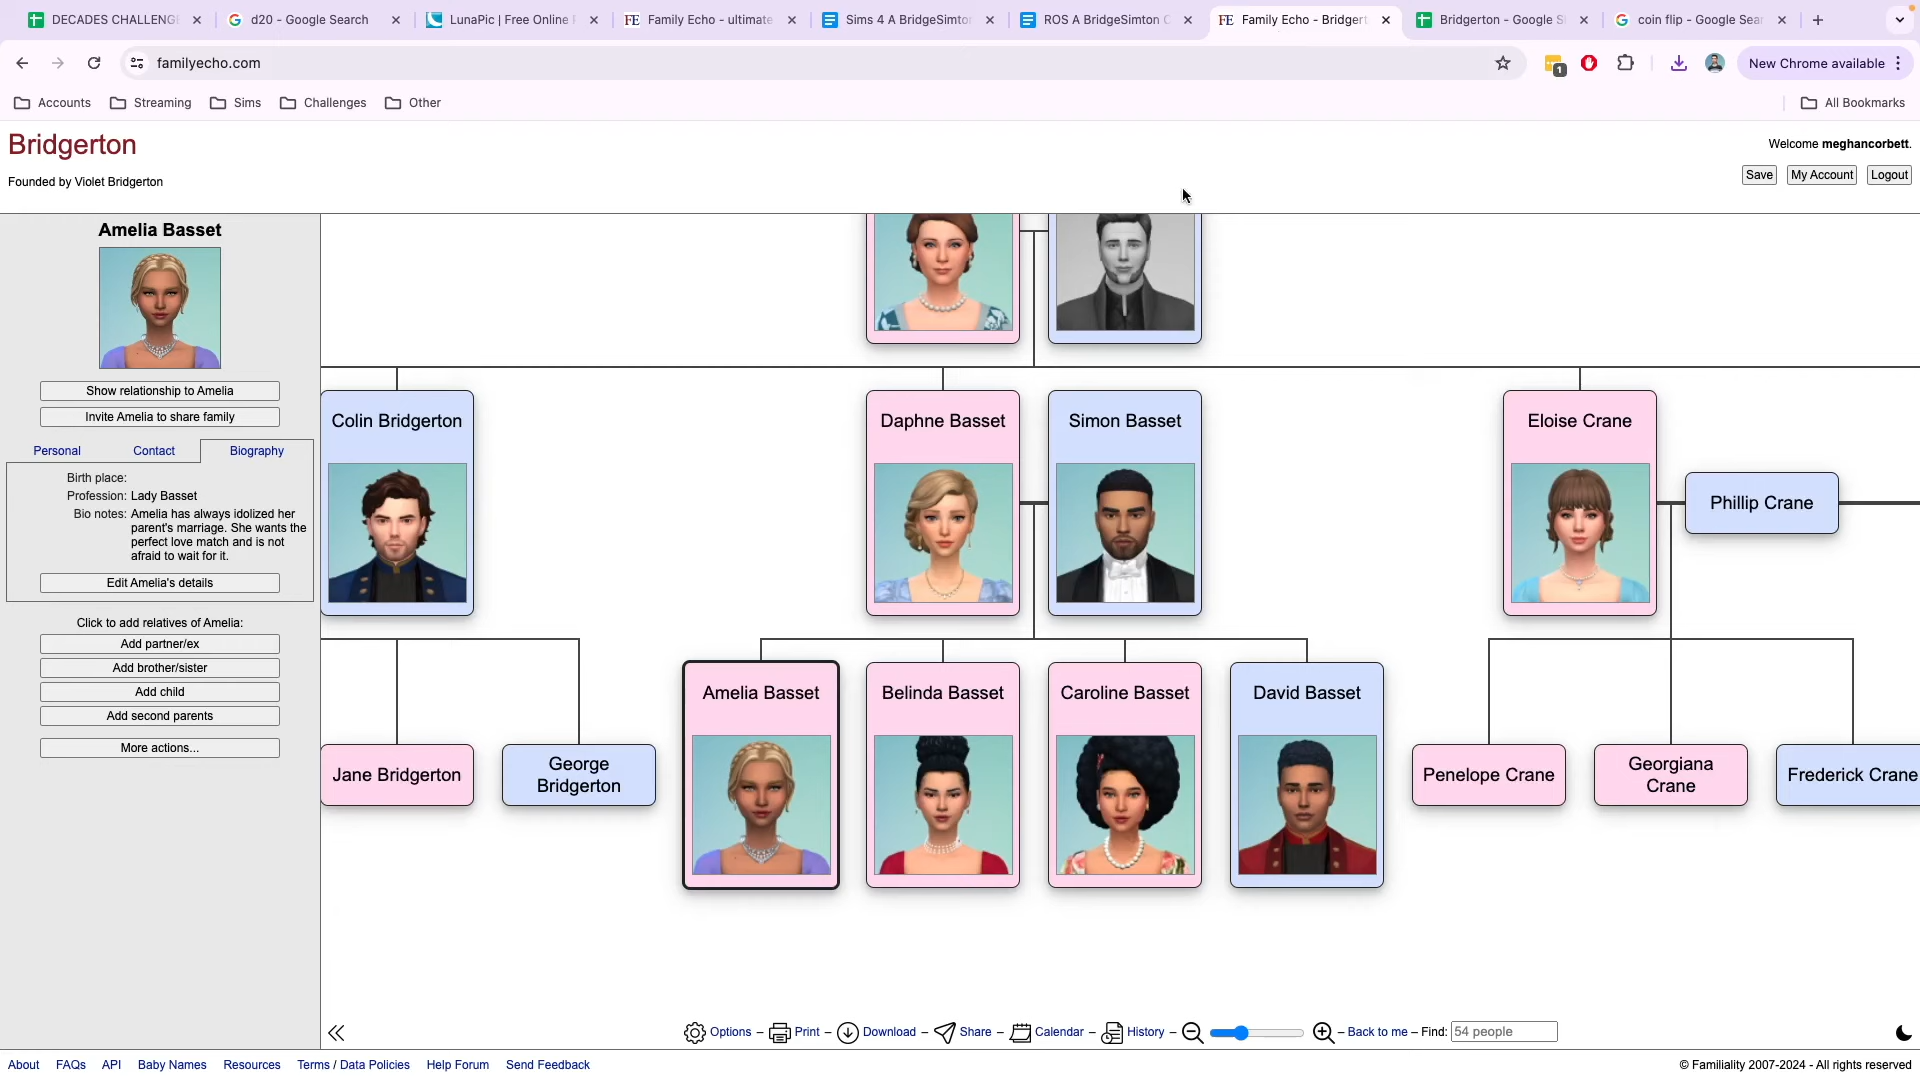 DECADES CHALLENG
d20 - Google Search
LunaPic | Free Online
Family Echo - ultimate
Sims 4 A BridgeSimton
ROS A BridgeSimton C
Family Echo - Bridgert
Bridgerton - Google S
coin flip - Google Sea
familyecho.com
1
New Chrome available
Accounts
Streaming
Sims
Challenges
Other
All Bookmarks
Bridgerton
Welcome meghancorbett.
Founded by Violet Bridgerton
Save
My Account
Logout
Amelia Basset
Show relationship to Amelia
Invite Amelia to share family
Personal
Contact
Biography
Birth place:
Profession: Lady Basset
Bio notes: Amelia has always idolized her
parent's marriage. She wants the
perfect love match and is not
afraid to wait for it.
Edit Amelia's details
Click to add relatives of Amelia:
Add partner/ex
Add brother/sister
Add child
Add second parents
More actions...
Colin Bridgerton
Daphne Basset
Simon Basset
Eloise Crane
Phillip Crane
Jane Bridgerton
George
Bridgerton
Amelia Basset
Belinda Basset
Caroline Basset
David Basset
Penelope Crane
Georgiana
Crane
Frederick Crane
Options – Print – Download – Share – Calendar – History – – Back to me – Find: 54 people
About
FAQs
API
Baby Names
Resources
Terms / Data Policies
Help Forum
Send Feedback
© Familiality 2007-2024 - All rights reserved